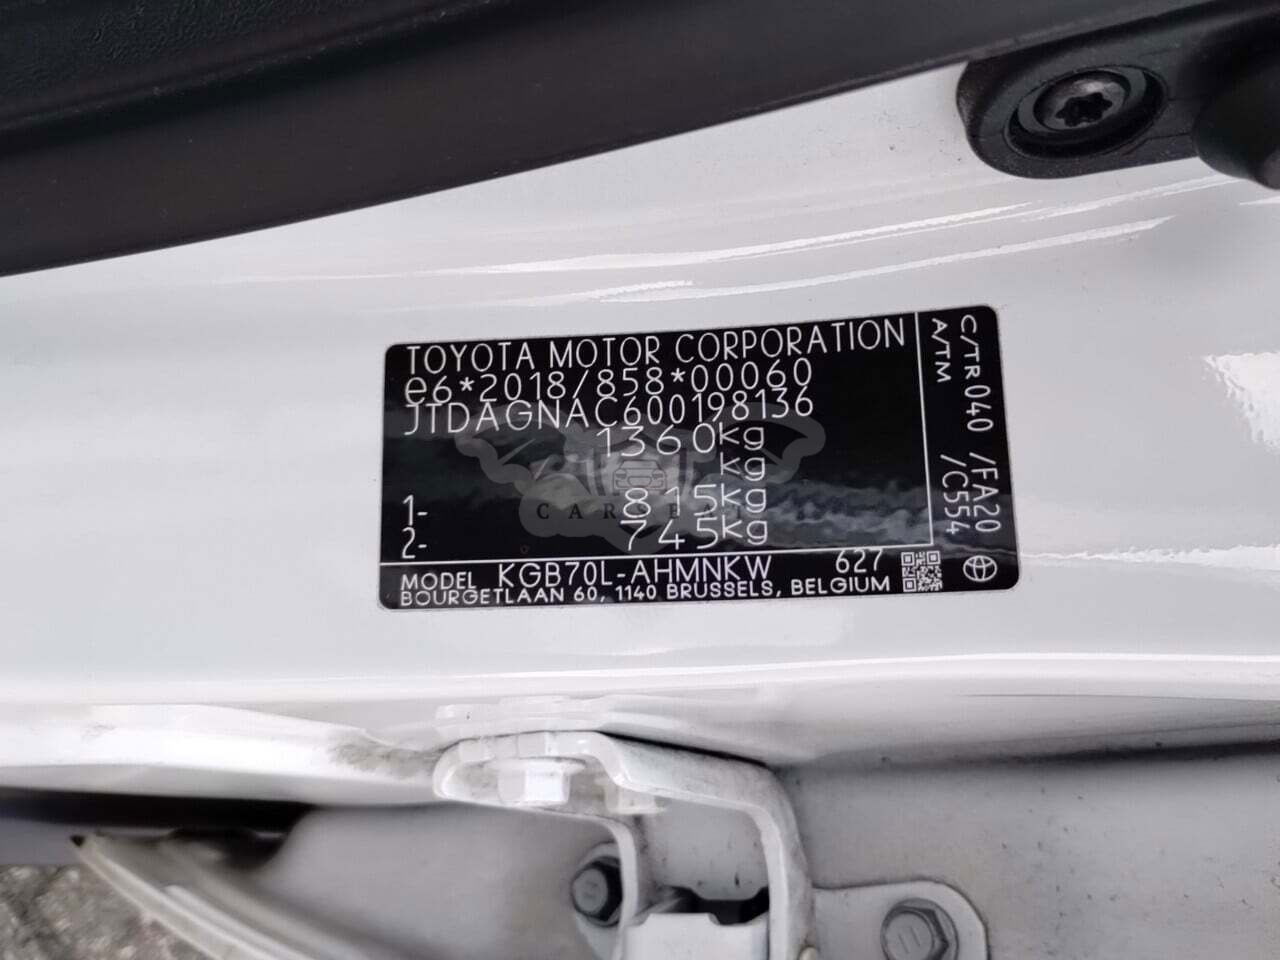 TOYOTA MOTOR CORPORATION
e6*2018/858*00060
JTDAGNAC600198136
1360kg
kg
1- 815kg
2- 745kg
C/TR 040 /FA20
A/TM /C554
MODEL KGB70L-AHMNKW 627
BOURGETLAAN 60, 1140 BRUSSELS, BELGIUM